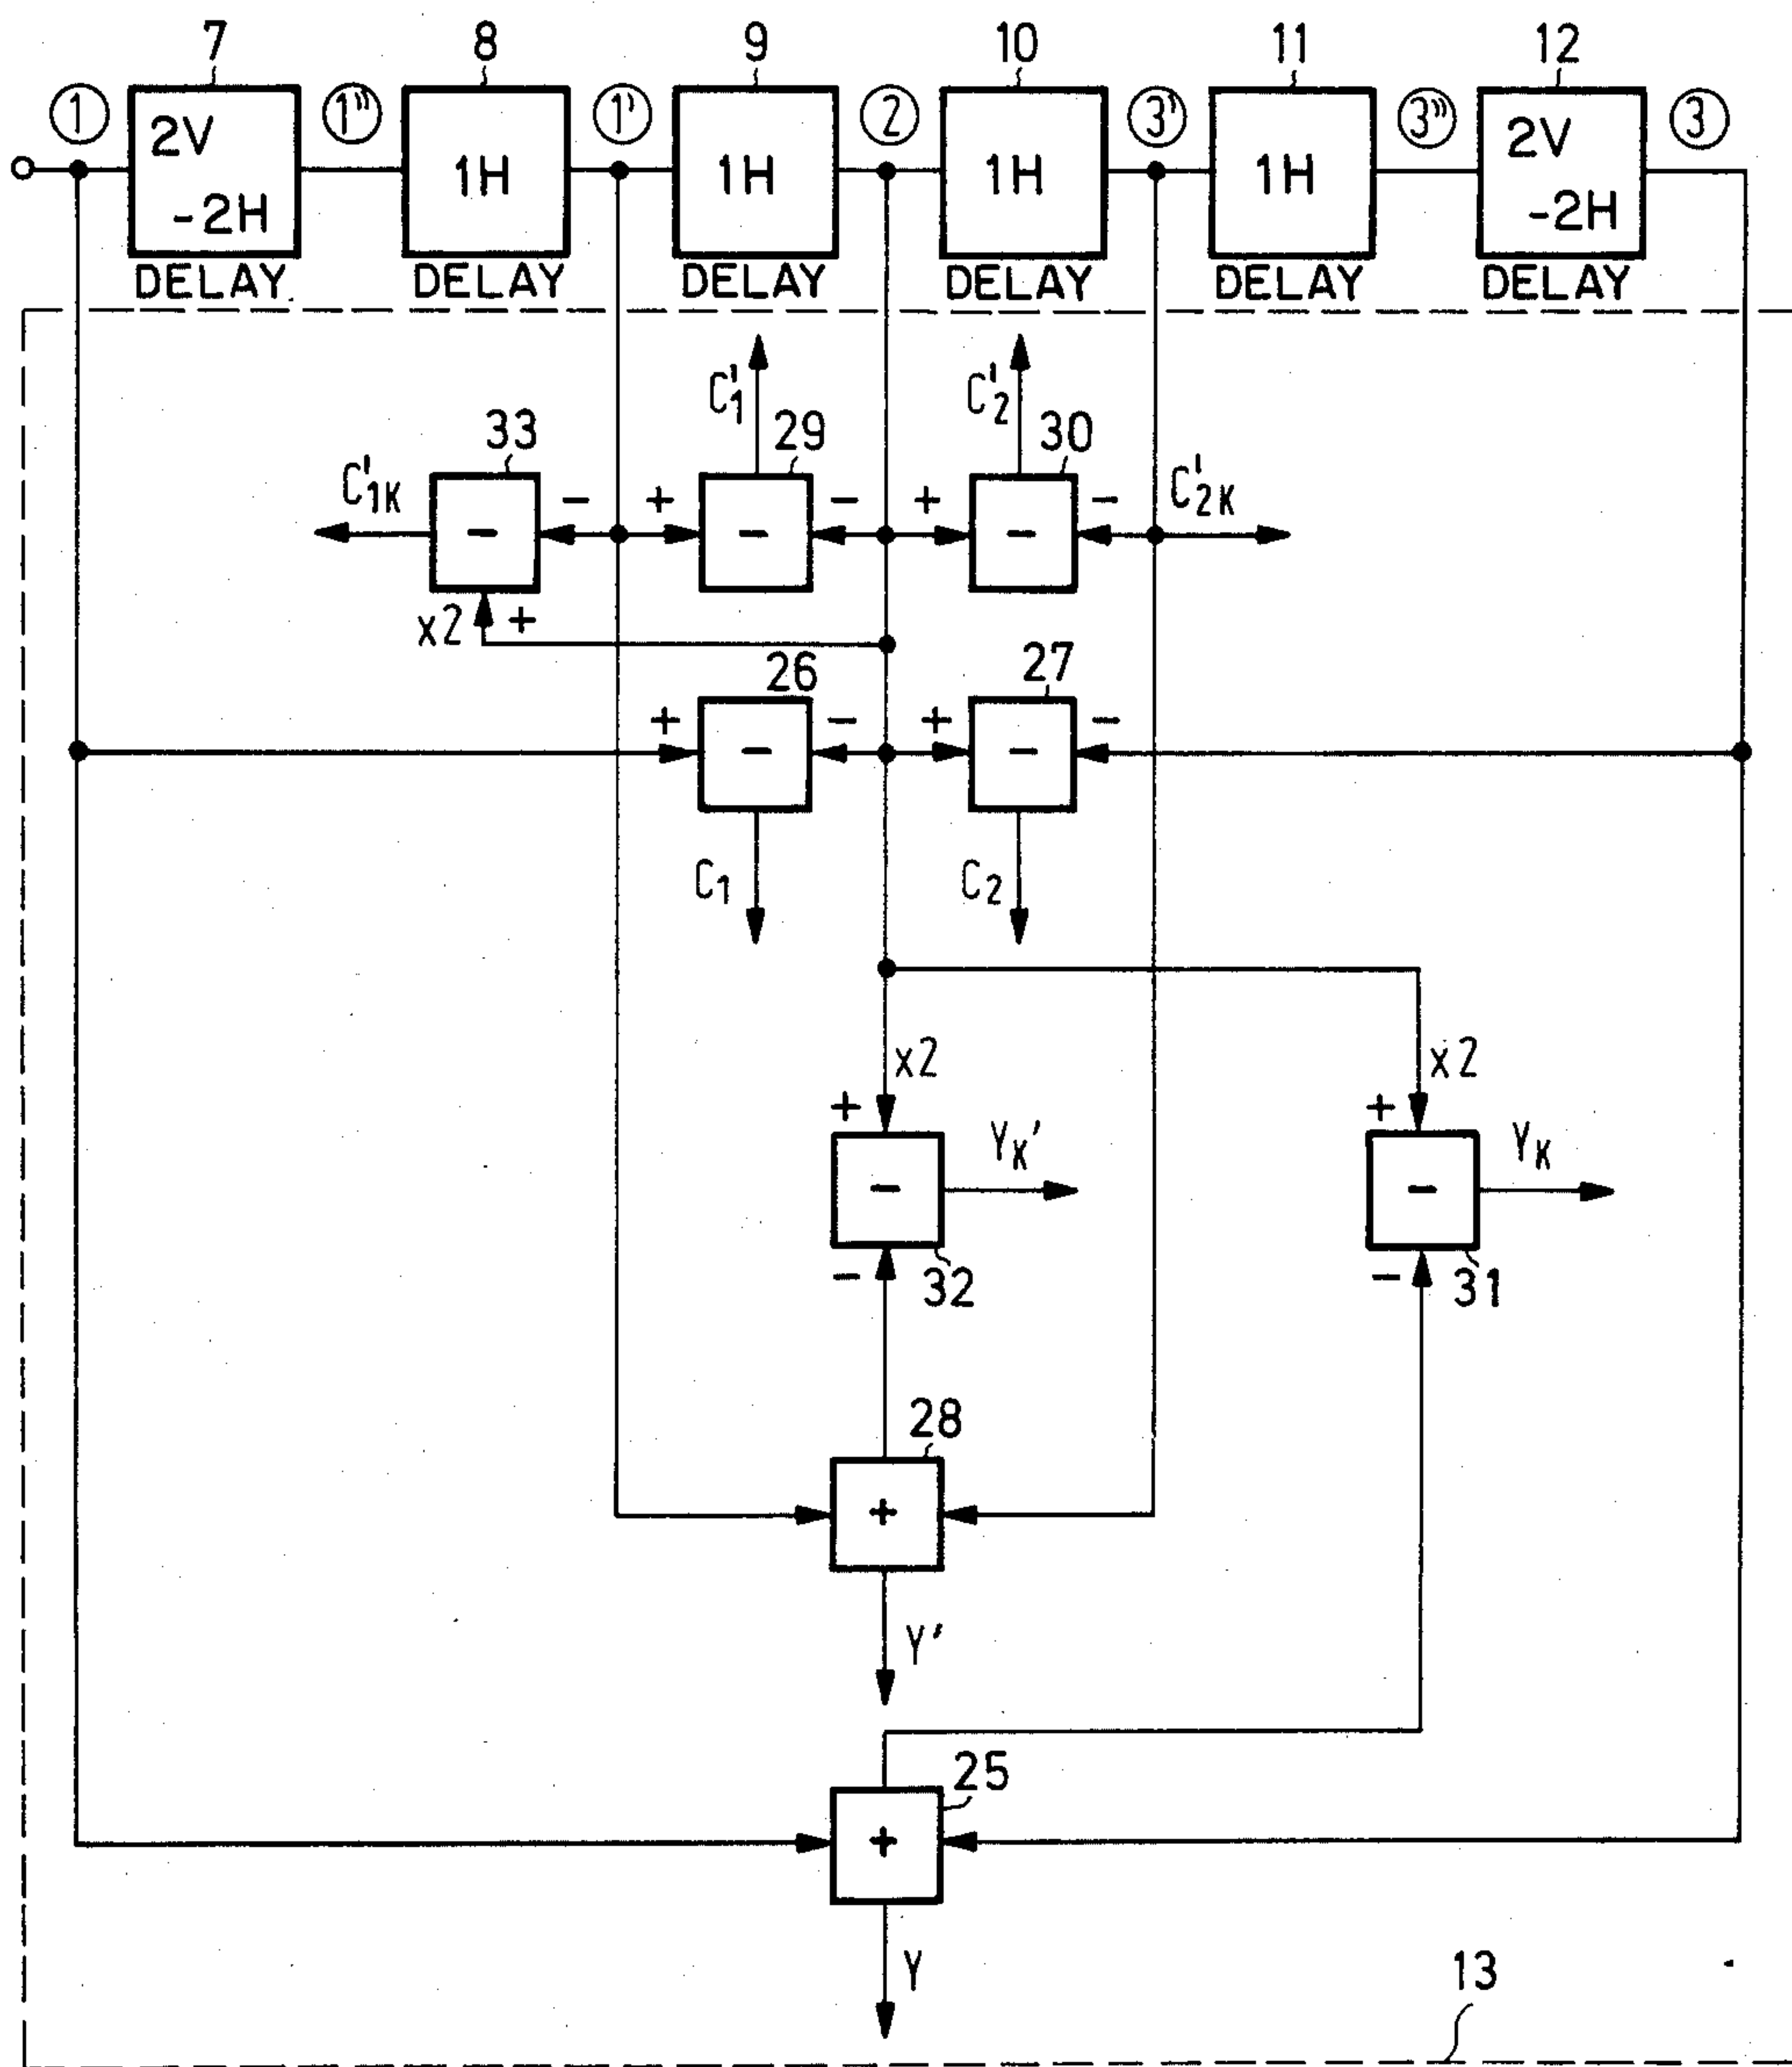 7 8 9 10 11 12
1 1''' 1' 2 3' 3''' 3
2V -2H 1H 1H 1H 1H 2V -2H
DELAY DELAY DELAY DELAY DELAY DELAY
C'1 C'2
33 29 30
C'1K - + - + - C'2K
- - -
x2 +
26 27
+ - + -
- -
C1 C2
x2 x2
+ +
YK' YK
- -
- 32 - 31
28
+
Y'
25
+
Y
13